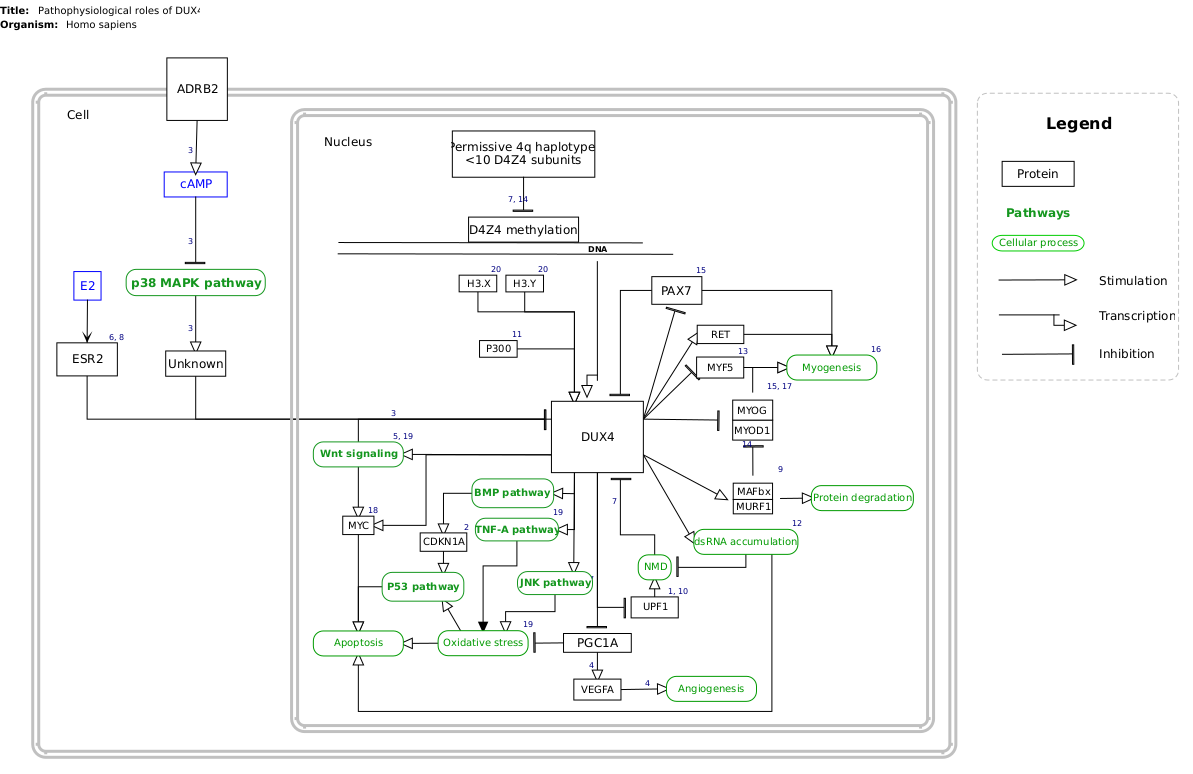 Title: Pathophysiological roles of DUX4
Organism: Homo sapiens
ADRB2
Cell
Nucleus
Legend
Permissive 4q haplotype
<10 D4Z4 subunits
3
Protein
cAMP
7, 14
Pathways
D4Z4 methylation
3
DNA
Cellular process
20
20
15
p38 MAPK pathway
H3.X
H3.Y
PAX7
Stimulation
E2
Transcription
3
6, 8
11
RET
P300
13
16
Inhibition
ESR2
Unknown
MYF5
Myogenesis
15, 17
3
MYOG
5, 19
DUX4
MYOD1
14
Wnt signaling
9
BMP pathway
MAFbx
Protein degradation
MURF1
7
18
19
MYC
2
TNF-A pathway
12
CDKN1A
dsRNA accumulation
NMD
P53 pathway
JNK pathway
1, 10
UPF1
19
Apoptosis
Oxidative stress
PGC1A
4
VEGFA
4
Angiogenesis